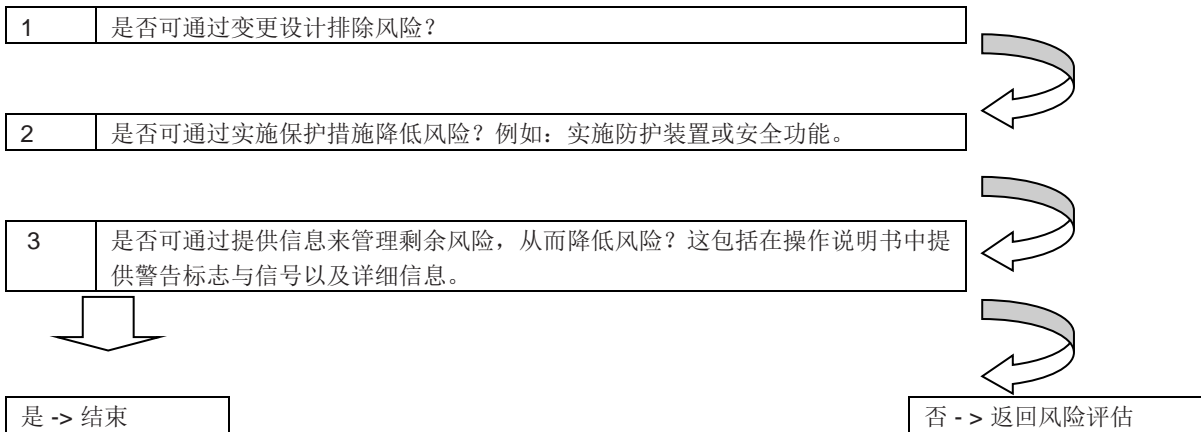 1 是否可通过变更设计排除风险？
2 是否可通过实施保护措施降低风险？例如：实施防护装置或安全功能。
3 是否可通过提供信息来管理剩余风险，从而降低风险？这包括在操作说明书中提
供警告标志与信号以及详细信息。
是 -> 结束
否 - > 返回风险评估